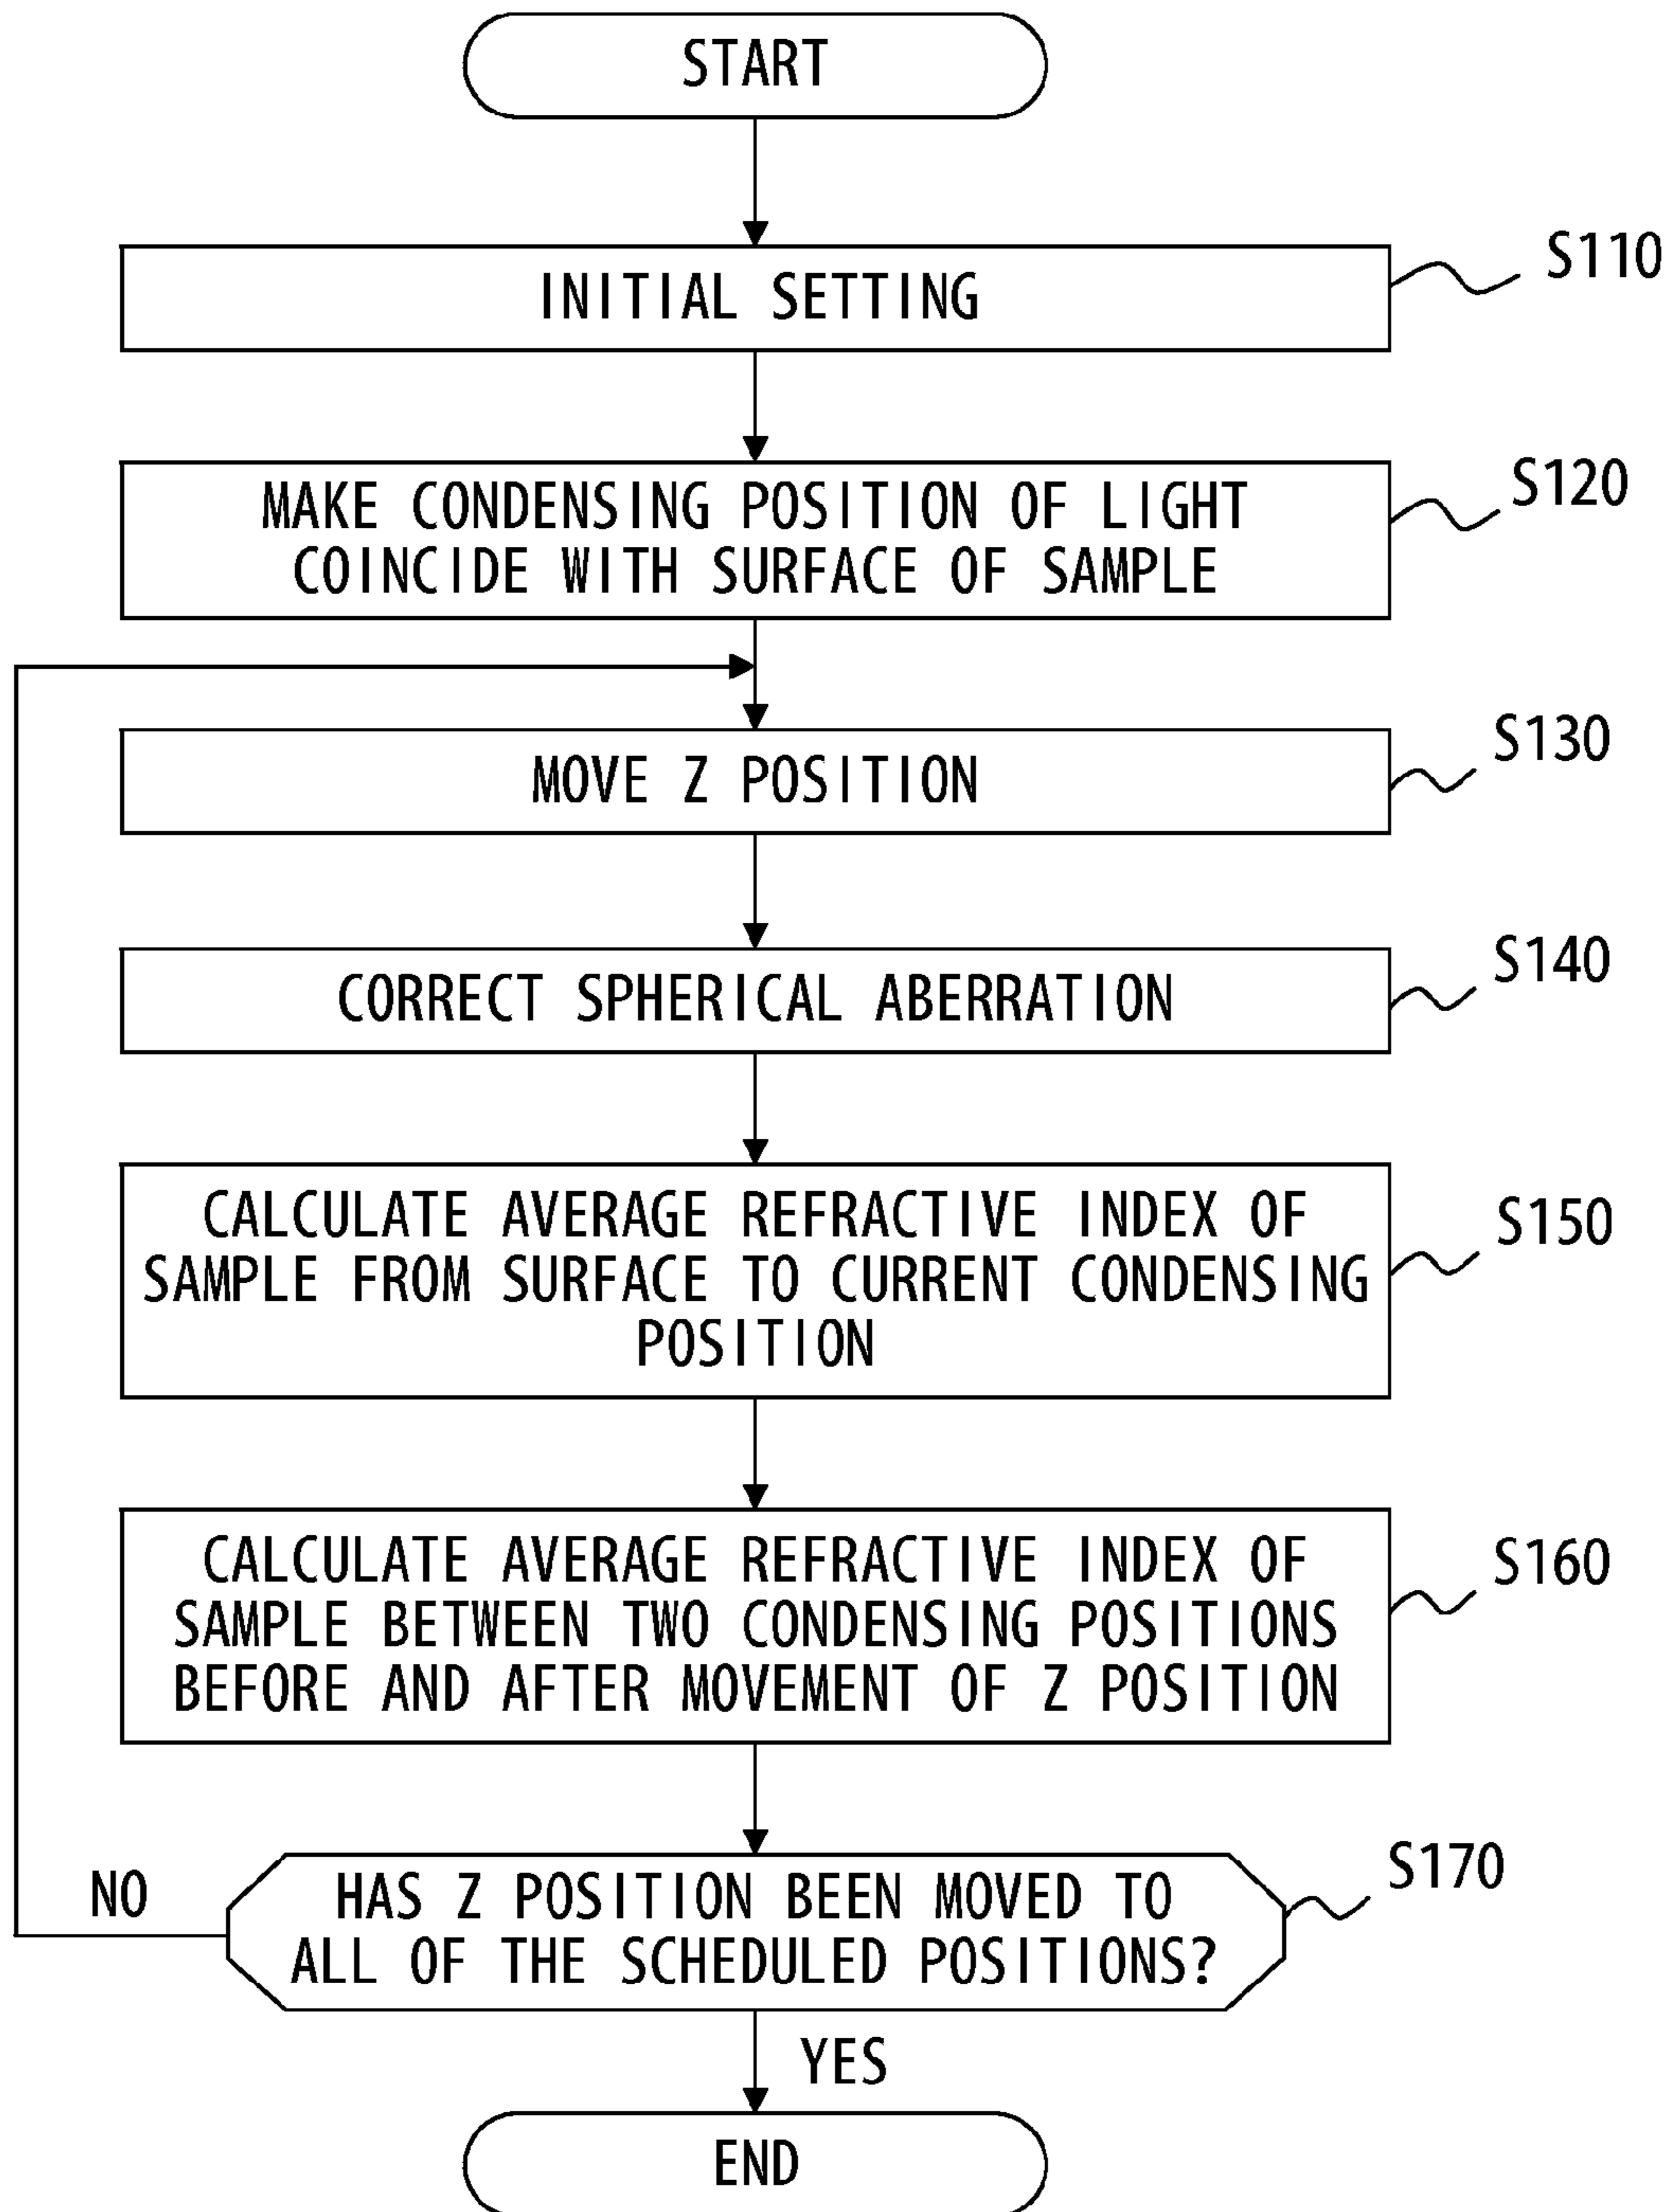 START
INITIAL SETTING
S110
MAKE CONDENSING POSITION OF LIGHT
COINCIDE WITH SURFACE OF SAMPLE
S120
MOVE Z POSITION
S130
CORRECT SPHERICAL ABERRATION
S140
CALCULATE AVERAGE REFRACTIVE INDEX OF
SAMPLE FROM SURFACE TO CURRENT CONDENSING
POSITION
S150
CALCULATE AVERAGE REFRACTIVE INDEX OF
SAMPLE BETWEEN TWO CONDENSING POSITIONS
BEFORE AND AFTER MOVEMENT OF Z POSITION
S160
HAS Z POSITION BEEN MOVED TO
ALL OF THE SCHEDULED POSITIONS?
S170
NO
YES
END